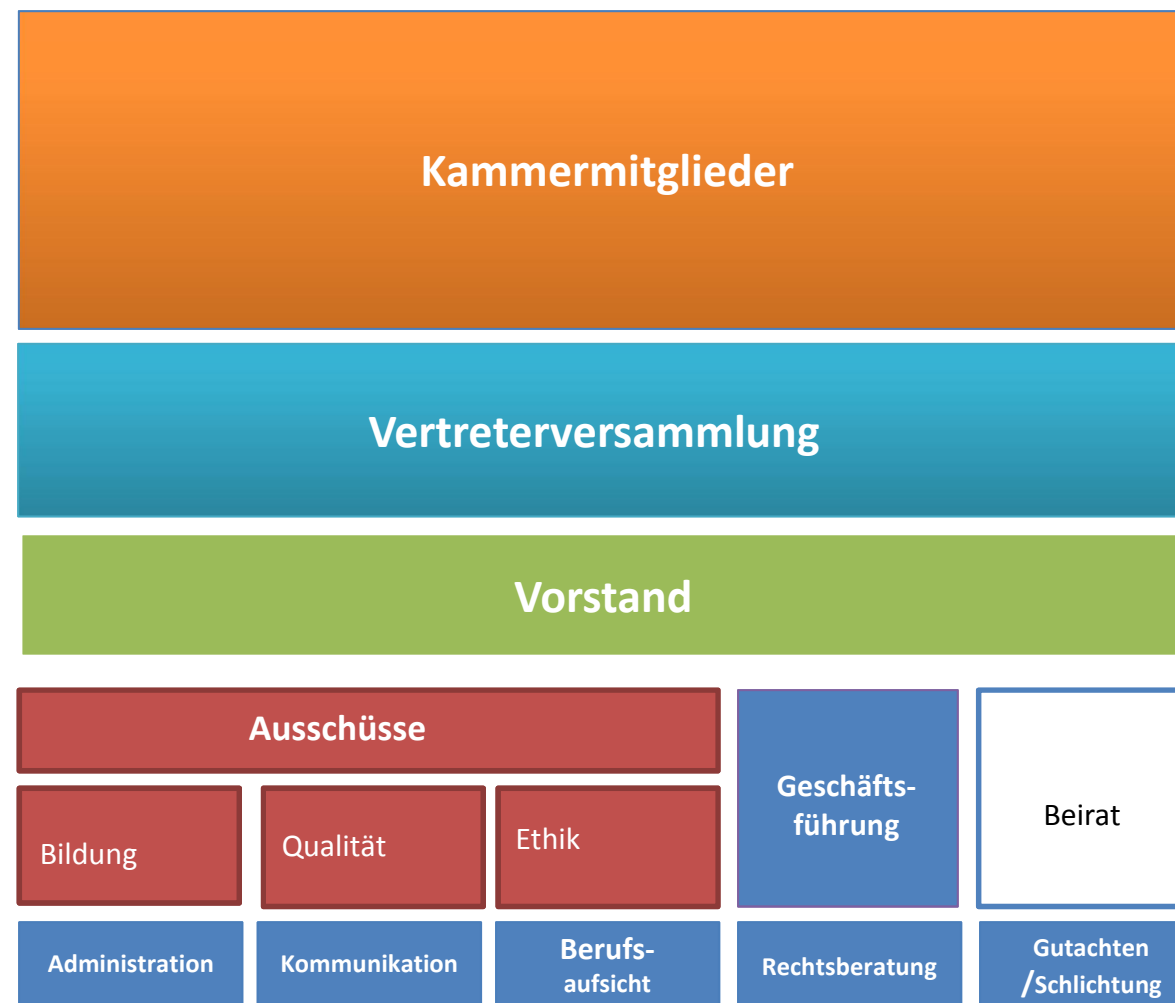 Kammermitglieder
Vertreterversammlung
Vorstand
Ausschüsse
Bildung
Qualität
Ethik
Geschäfts-
führung
Beirat
Administration
Kommunikation
Berufs-
aufsicht
Rechtsberatung
Gutachten
/Schlichtung